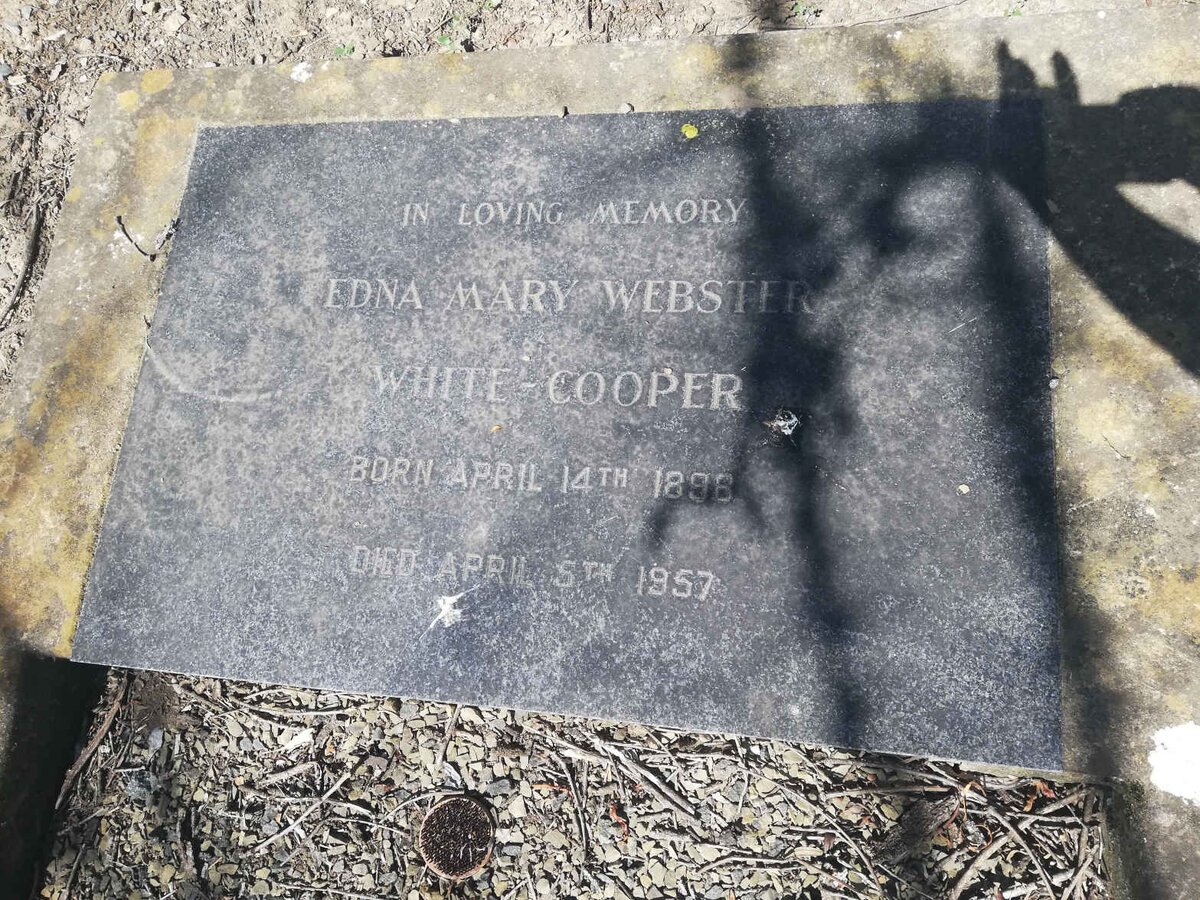 IN LOVING MEMORY
EDNA MARY WEBSTER
WHITE-COOPER
BORN APRIL 14TH 1898
DIED APRIL 5TH 1957